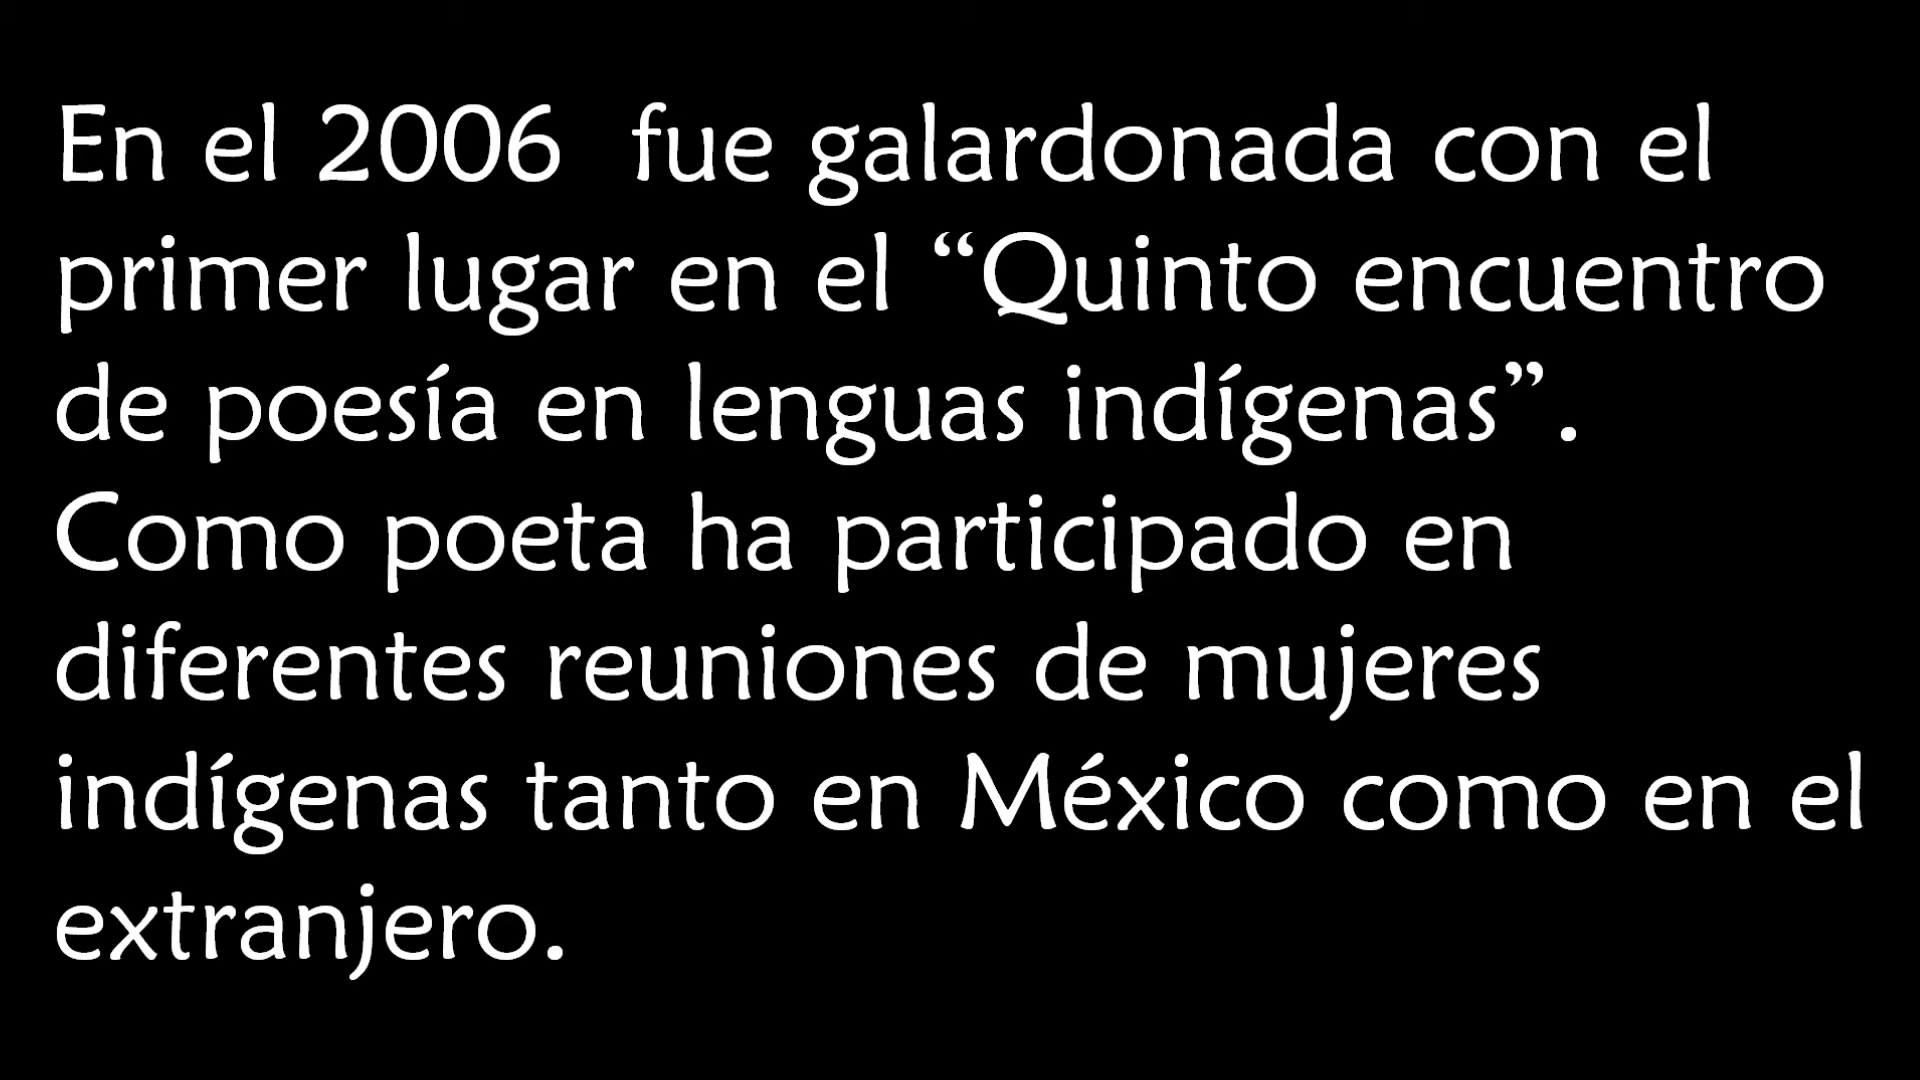 En el 2006  fue galardonada con el
primer lugar en el “Quinto encuentro
de poesía en lenguas indígenas”.
Como poeta ha participado en
diferentes reuniones de mujeres
indígenas tanto en México como en el
extranjero.